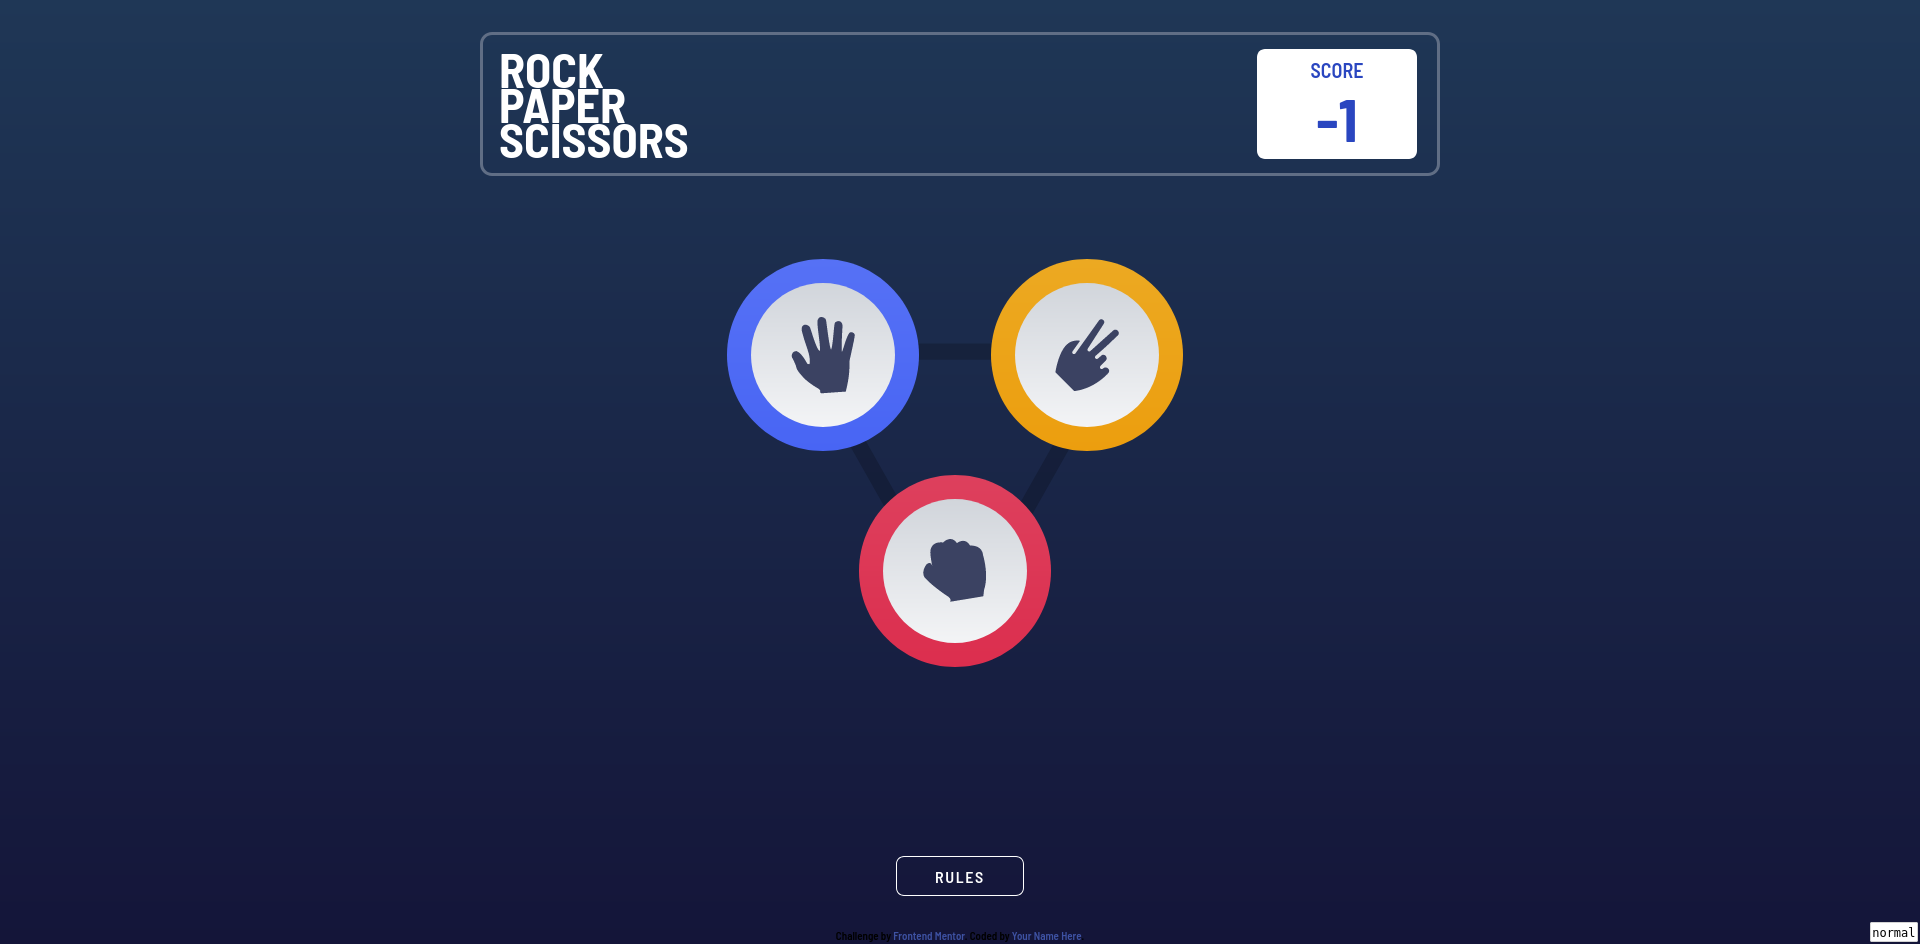 ROCK
PAPER
SCISSORS
SCORE
-1
RULES
Challenge by Frontend Mentor. Coded by Your Name Here.
normal